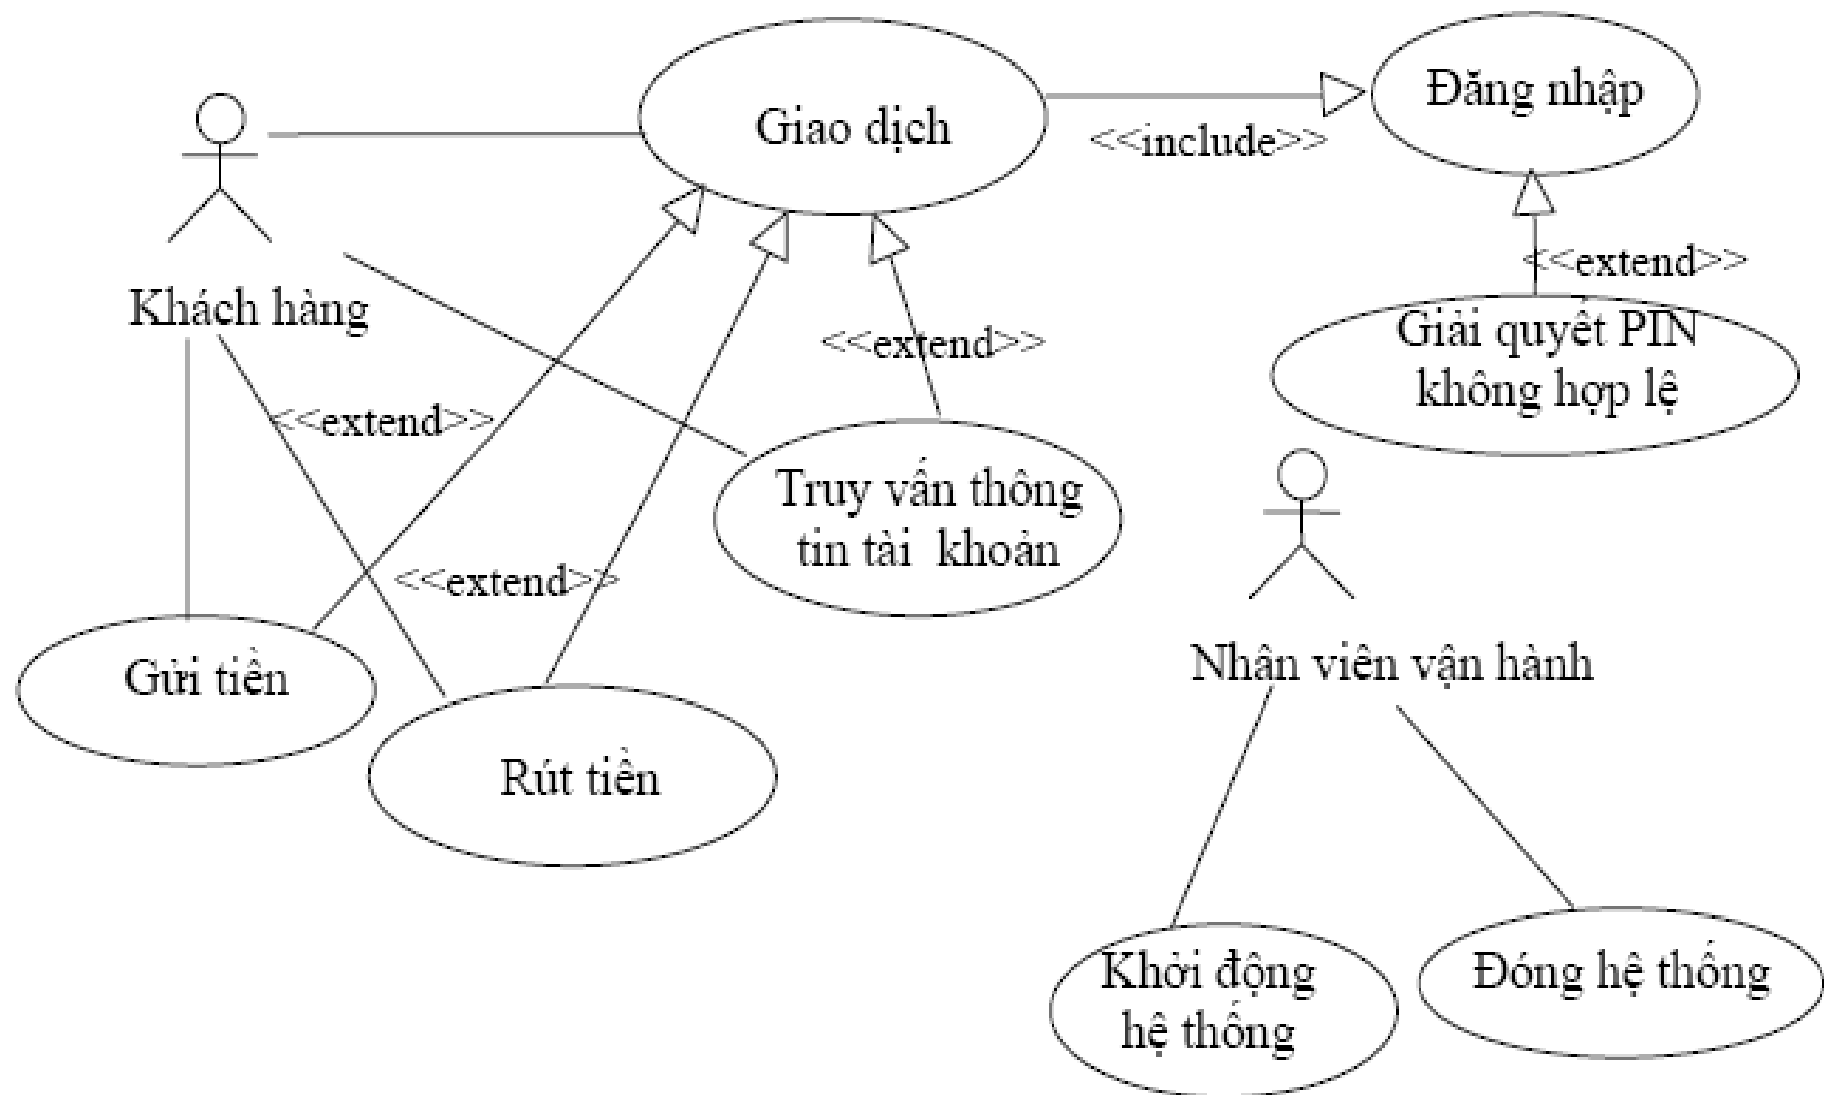 Giao dịch
Đăng nhập
<<include>>
<<extend>>
Khách hàng
Giải quyết PIN
không hợp lệ
<<extend>>
<<extend>>
Truy vấn thông
tin tài khoản
<<extend>>
Gửi tiền
Nhân viên vận hành
Rút tiền
Khởi động
hệ thống
Đóng hệ thống